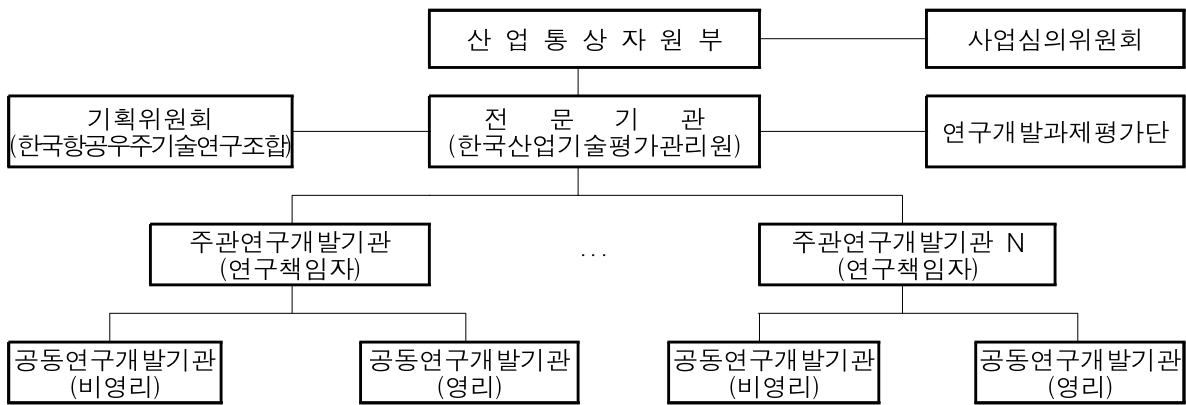 산 업 통 상 자 원 부
사업심의위원회
기획위원회
(한국항공우주기술연구조합)
전 문 기 관
(한국산업기술평가관리원)
연구개발과제평가단
주관연구개발기관
(연구책임자)
...
주관연구개발기관 N
(연구책임자)
공동연구개발기관
(비영리)
공동연구개발기관
(영리)
공동연구개발기관
(비영리)
공동연구개발기관
(영리)